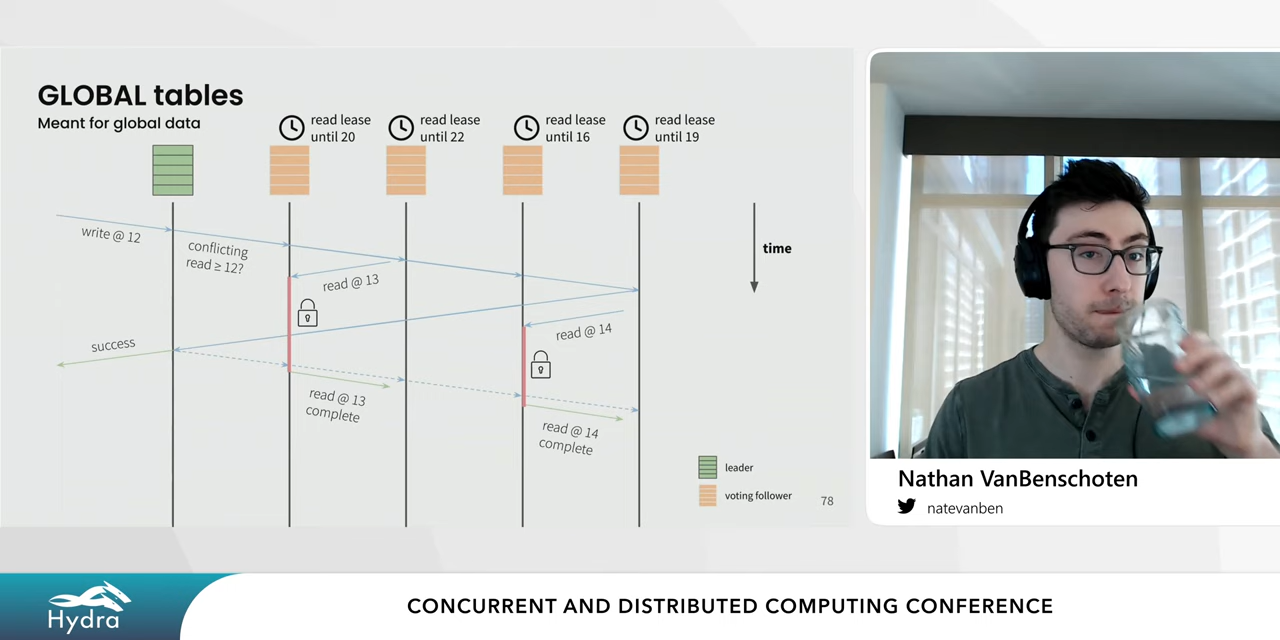 GLOBAL tables
Meant for global data
read lease
until 20
read lease
until 22
read lease
until 16
read lease
until 19
write @ 12
conflicting
read ≥ 12?
read @ 13
time
read @ 14
success
read @ 13
complete
read @ 14
complete
leader
voting follower
78
Nathan VanBenschoten
natevanben
Hydra
CONCURRENT AND DISTRIBUTED COMPUTING CONFERENCE